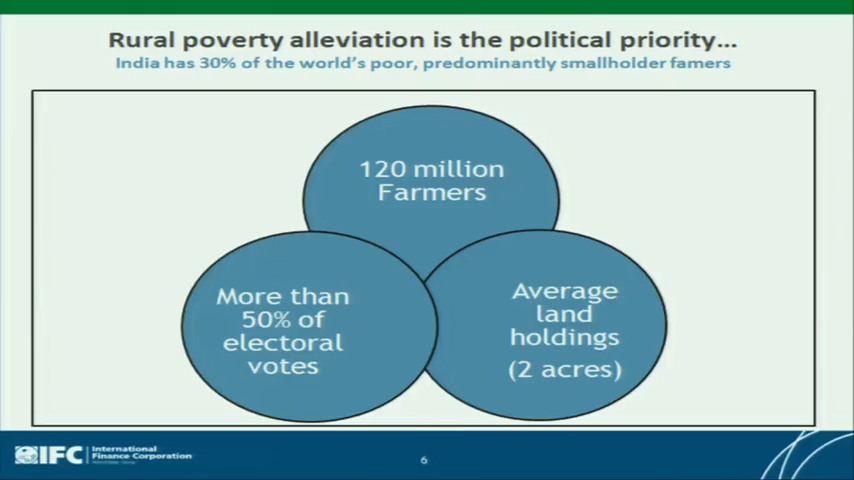 Rural poverty alleviation is the political priority...
India has 30% of the world's poor, predominantly smallholder famers
120 million
Farmers
More than
50% of
electoral
votes
Average
land
holdings
(2 acres)
IFC
International
Finance Corporation
6